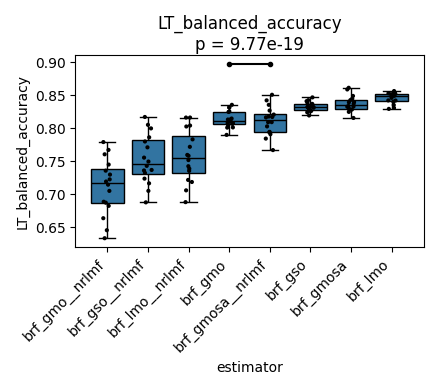 LT_balanced_accuracy
p = 9.77e-19
0.90
0.85
0.80
0.75
0.70
0.65
LT_balanced_accuracy
brf_gmo__nrlmf
brf_gso__nrlmf
brf_lmo__nrlmf
brf_gmo
brf_gmosa__nrlmf
brf_gso
brf_gmosa
brf_lmo
estimator